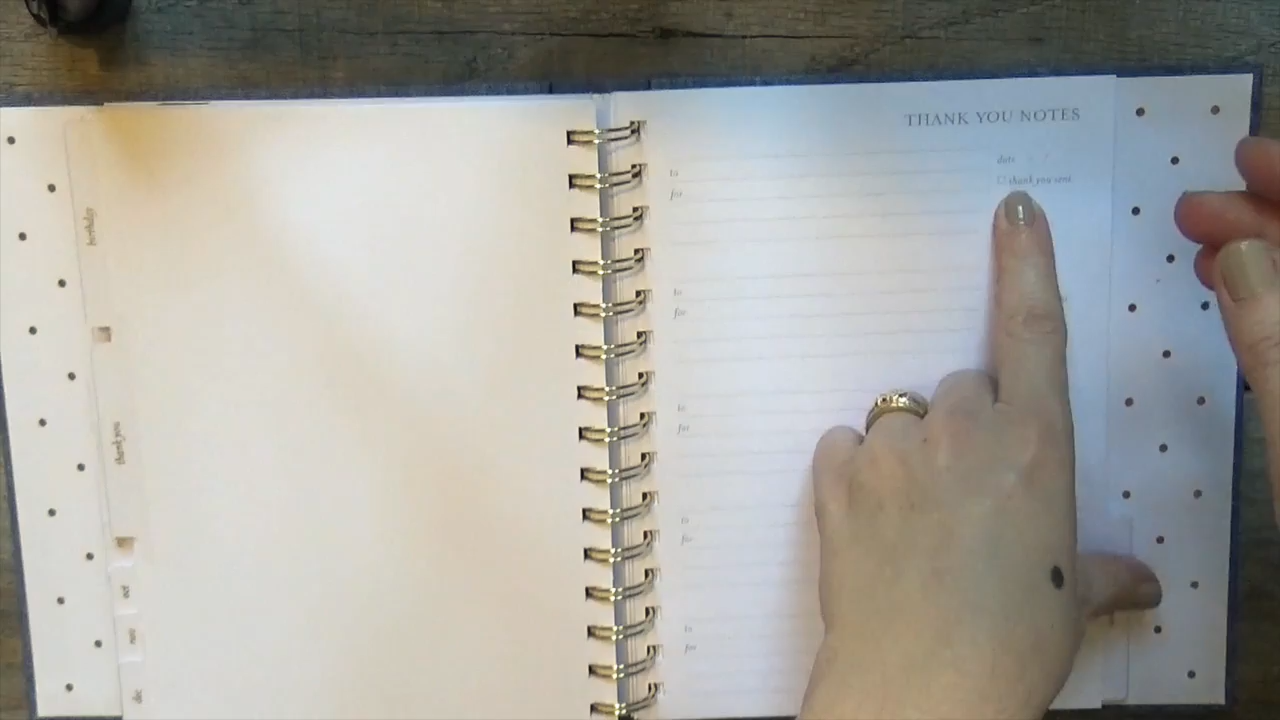 birthday
thank you
oct
nov
dec
THANK YOU NOTES
date
to
thank you sent
for
to
for
to
for
to
for
to
for